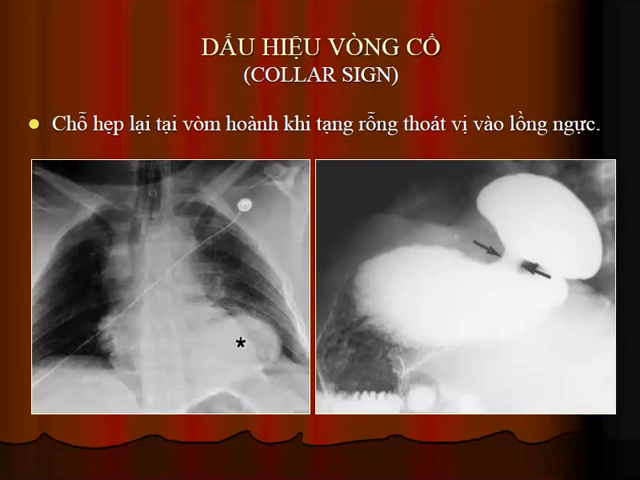 DẤU HIỆU VÒNG CỔ
(COLLAR SIGN)
Chỗ hẹp lại tại vòm hoành khi tạng rỗng thoát vị vào lồng ngực.
*